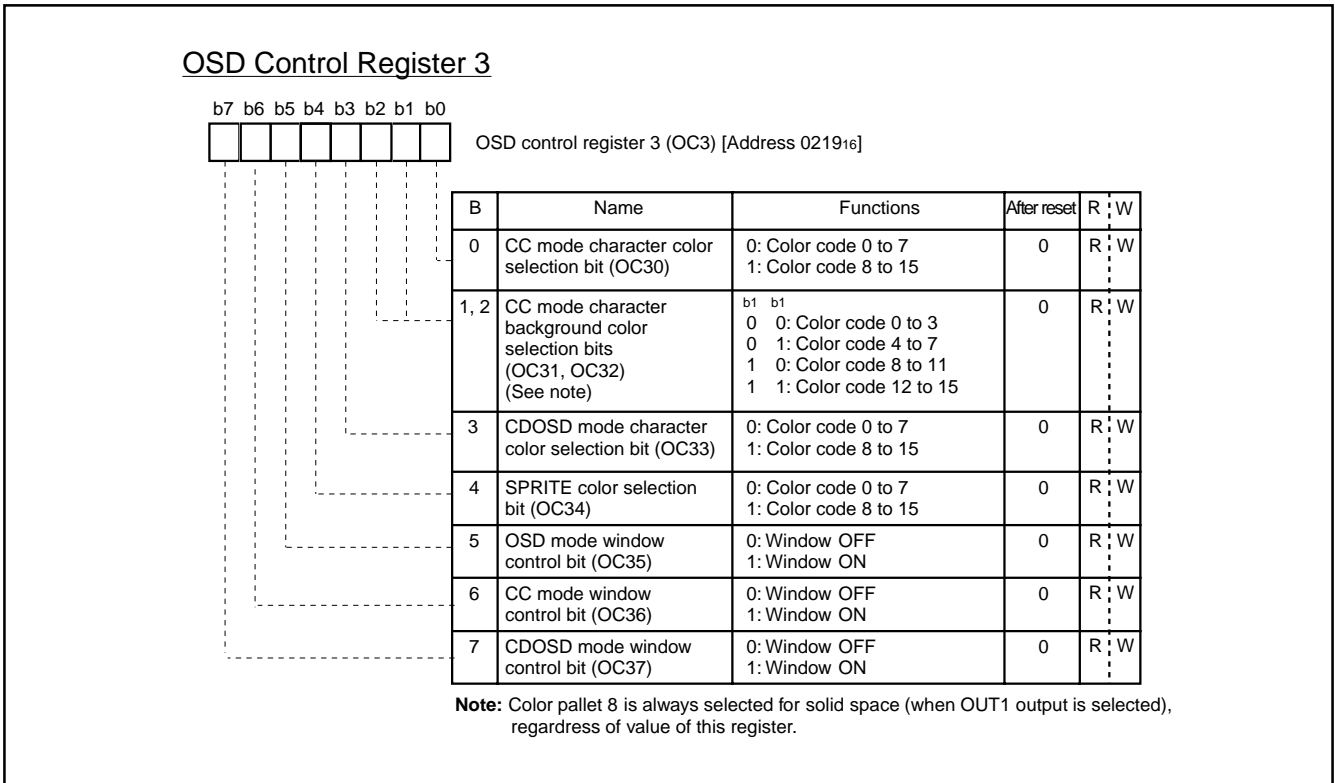 OSD Control Register 3
b7 b6 b5 b4 b3 b2 b1 b0
OSD control register 3 (OC3) [Address 021916]
B Name Functions After reset R W
0 CC mode character color 0: Color code 0 to 7 0 R W
selection bit (OC30) 1: Color code 8 to 15
1, 2 CC mode character b1 b1 0 R W
background color 0 0: Color code 0 to 3
selection bits 0 1: Color code 4 to 7
(OC31, OC32) 1 0: Color code 8 to 11
(See note) 1 1: Color code 12 to 15
3 CDOSD mode character 0: Color code 0 to 7 0 R W
color selection bit (OC33) 1: Color code 8 to 15
4 SPRITE color selection 0: Color code 0 to 7 0 R W
bit (OC34) 1: Color code 8 to 15
5 OSD mode window 0: Window OFF 0 R W
control bit (OC35) 1: Window ON
6 CC mode window 0: Window OFF 0 R W
control bit (OC36) 1: Window ON
7 CDOSD mode window 0: Window OFF 0 R W
control bit (OC37) 1: Window ON
Note: Color pallet 8 is always selected for solid space (when OUT1 output is selected),
regardress of value of this register.